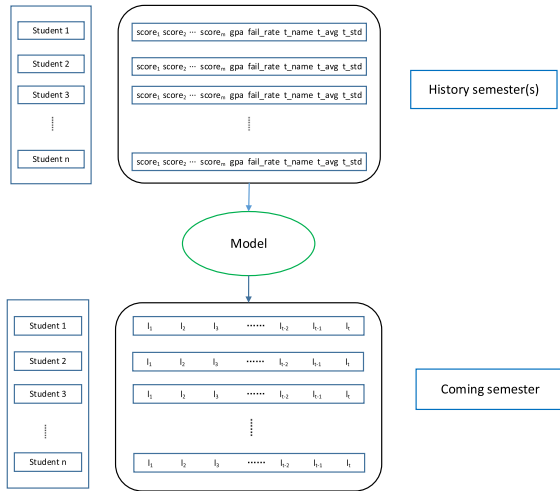 Student 1
score₁ score₂ ··· scoreₘ gpa fail_rate t_name t_avg t_std
Student 2
score₁ score₂ ··· scoreₘ gpa fail_rate t_name t_avg t_std
Student 3
score₁ score₂ ··· scoreₘ gpa fail_rate t_name t_avg t_std
History semester(s)
Student n
score₁ score₂ ··· scoreₘ gpa fail_rate t_name t_avg t_std
Model
Student 1
l₁ l₂ l₃ ······ lₜ₋₂ lₜ₋₁ lₜ
Student 2
l₁ l₂ l₃ ······ lₜ₋₂ lₜ₋₁ lₜ
Student 3
l₁ l₂ l₃ ······ lₜ₋₂ lₜ₋₁ lₜ
Coming semester
Student n
l₁ l₂ l₃ ······ lₜ₋₂ lₜ₋₁ lₜ